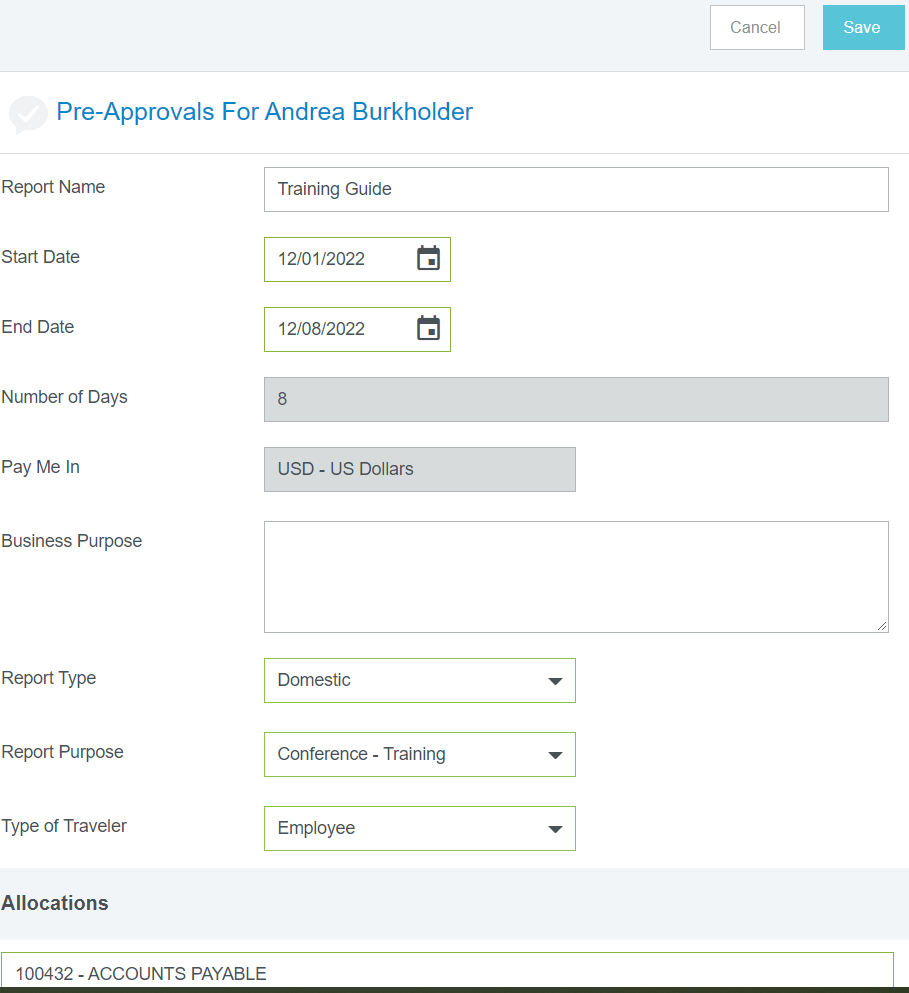 Cancel
Save
Pre-Approvals For Andrea Burkholder
Report Name
Training Guide
Start Date
12/01/2022
End Date
12/08/2022
Number of Days
8
Pay Me In
USD - US Dollars
Business Purpose
Report Type
Domestic
Report Purpose
Conference - Training
Type of Traveler
Employee
Allocations
100432 - ACCOUNTS PAYABLE